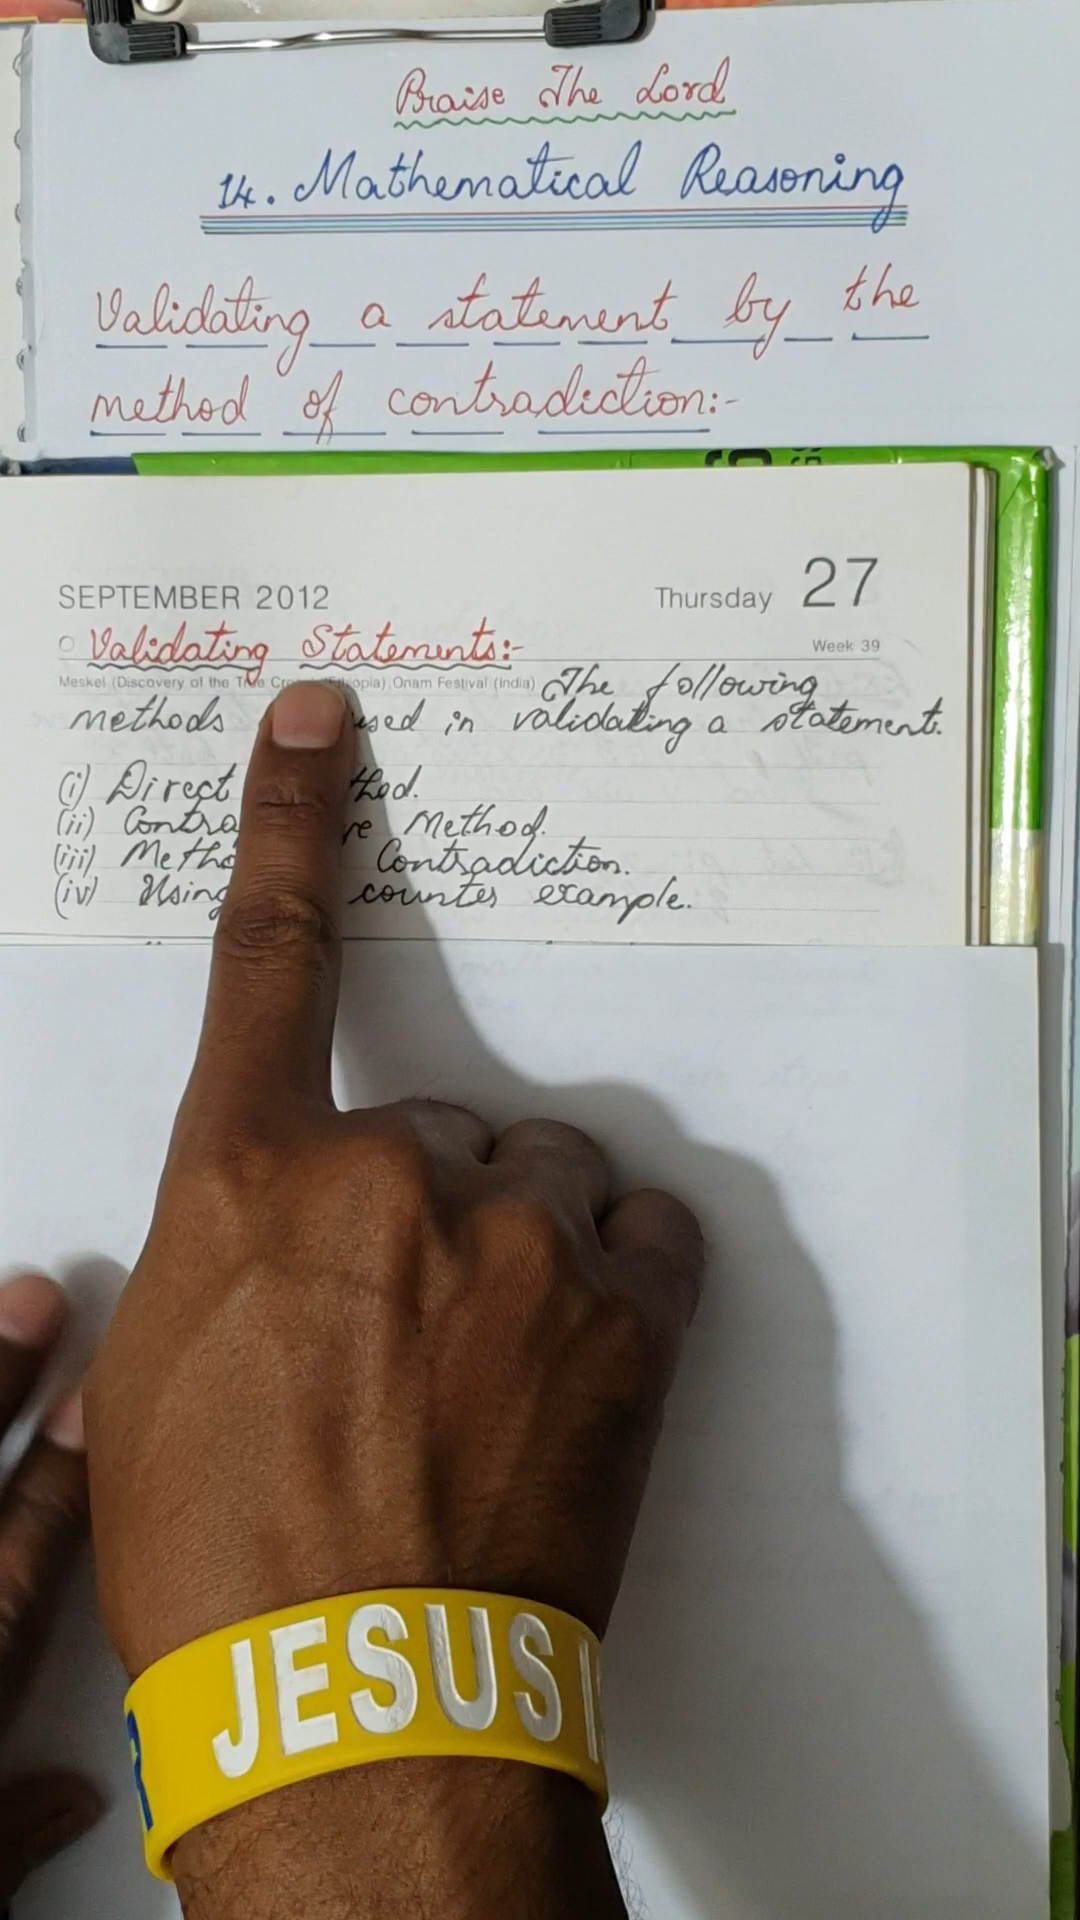 Praise The Lord
14. Mathematical Reasoning
Validating a statement by the
method of contradiction:-
SEPTEMBER 2012 Thursday 27
Validating Statements:- Week 39
Meskel (Discovery of the True (Ethiopia), Onam Festival (India) The following
methods used in validating a statement.
(i) Direct
(ii) Method.
(iii) Contradiction.
(iv) Using counter example.
JESUS